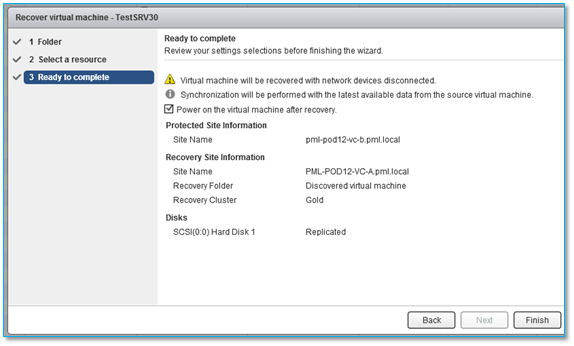 Recover virtual machine - TestSRV30
1 Folder
2 Select a resource
3 Ready to complete
Ready to complete
Review your settings selections before finishing the wizard.
Virtual machine will be recovered with network devices disconnected.
Synchronization will be performed with the latest available data from the source virtual machine.
Power on the virtual machine after recovery.
Protected Site Information
Site Name pml-pod12-vc-b.pml.local
Recovery Site Information
Site Name PML-POD12-VC-A.pml.local
Recovery Folder Discovered virtual machine
Recovery Cluster Gold
Disks
SCSI(0:0) Hard Disk 1 Replicated
Back Next Finish